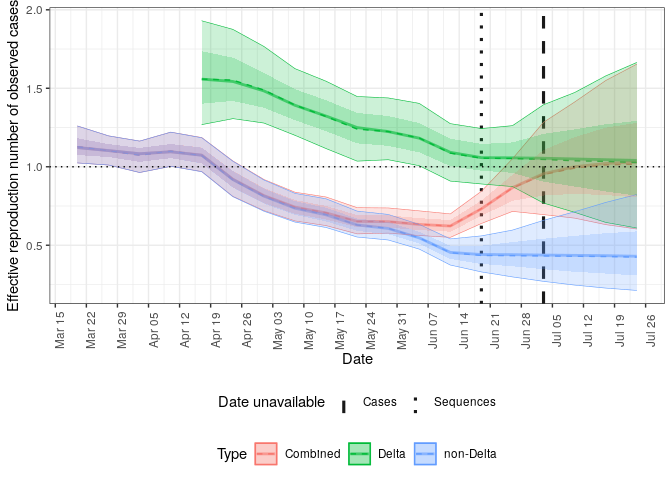 Effective reproduction number of observed cases
2.0
1.5
1.0
0.5
Mar 15
Mar 22
Mar 29
Apr 05
Apr 12
Apr 19
Apr 26
May 03
May 10
May 17
May 24
May 31
Jun 07
Jun 14
Jun 21
Jun 28
Jul 05
Jul 12
Jul 19
Jul 26
Date
Date unavailable Cases Sequences
Type Combined Delta non-Delta